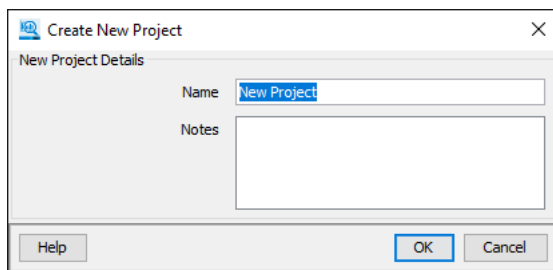 Create New Project
New Project Details
Name New Project
Notes
Help OK Cancel